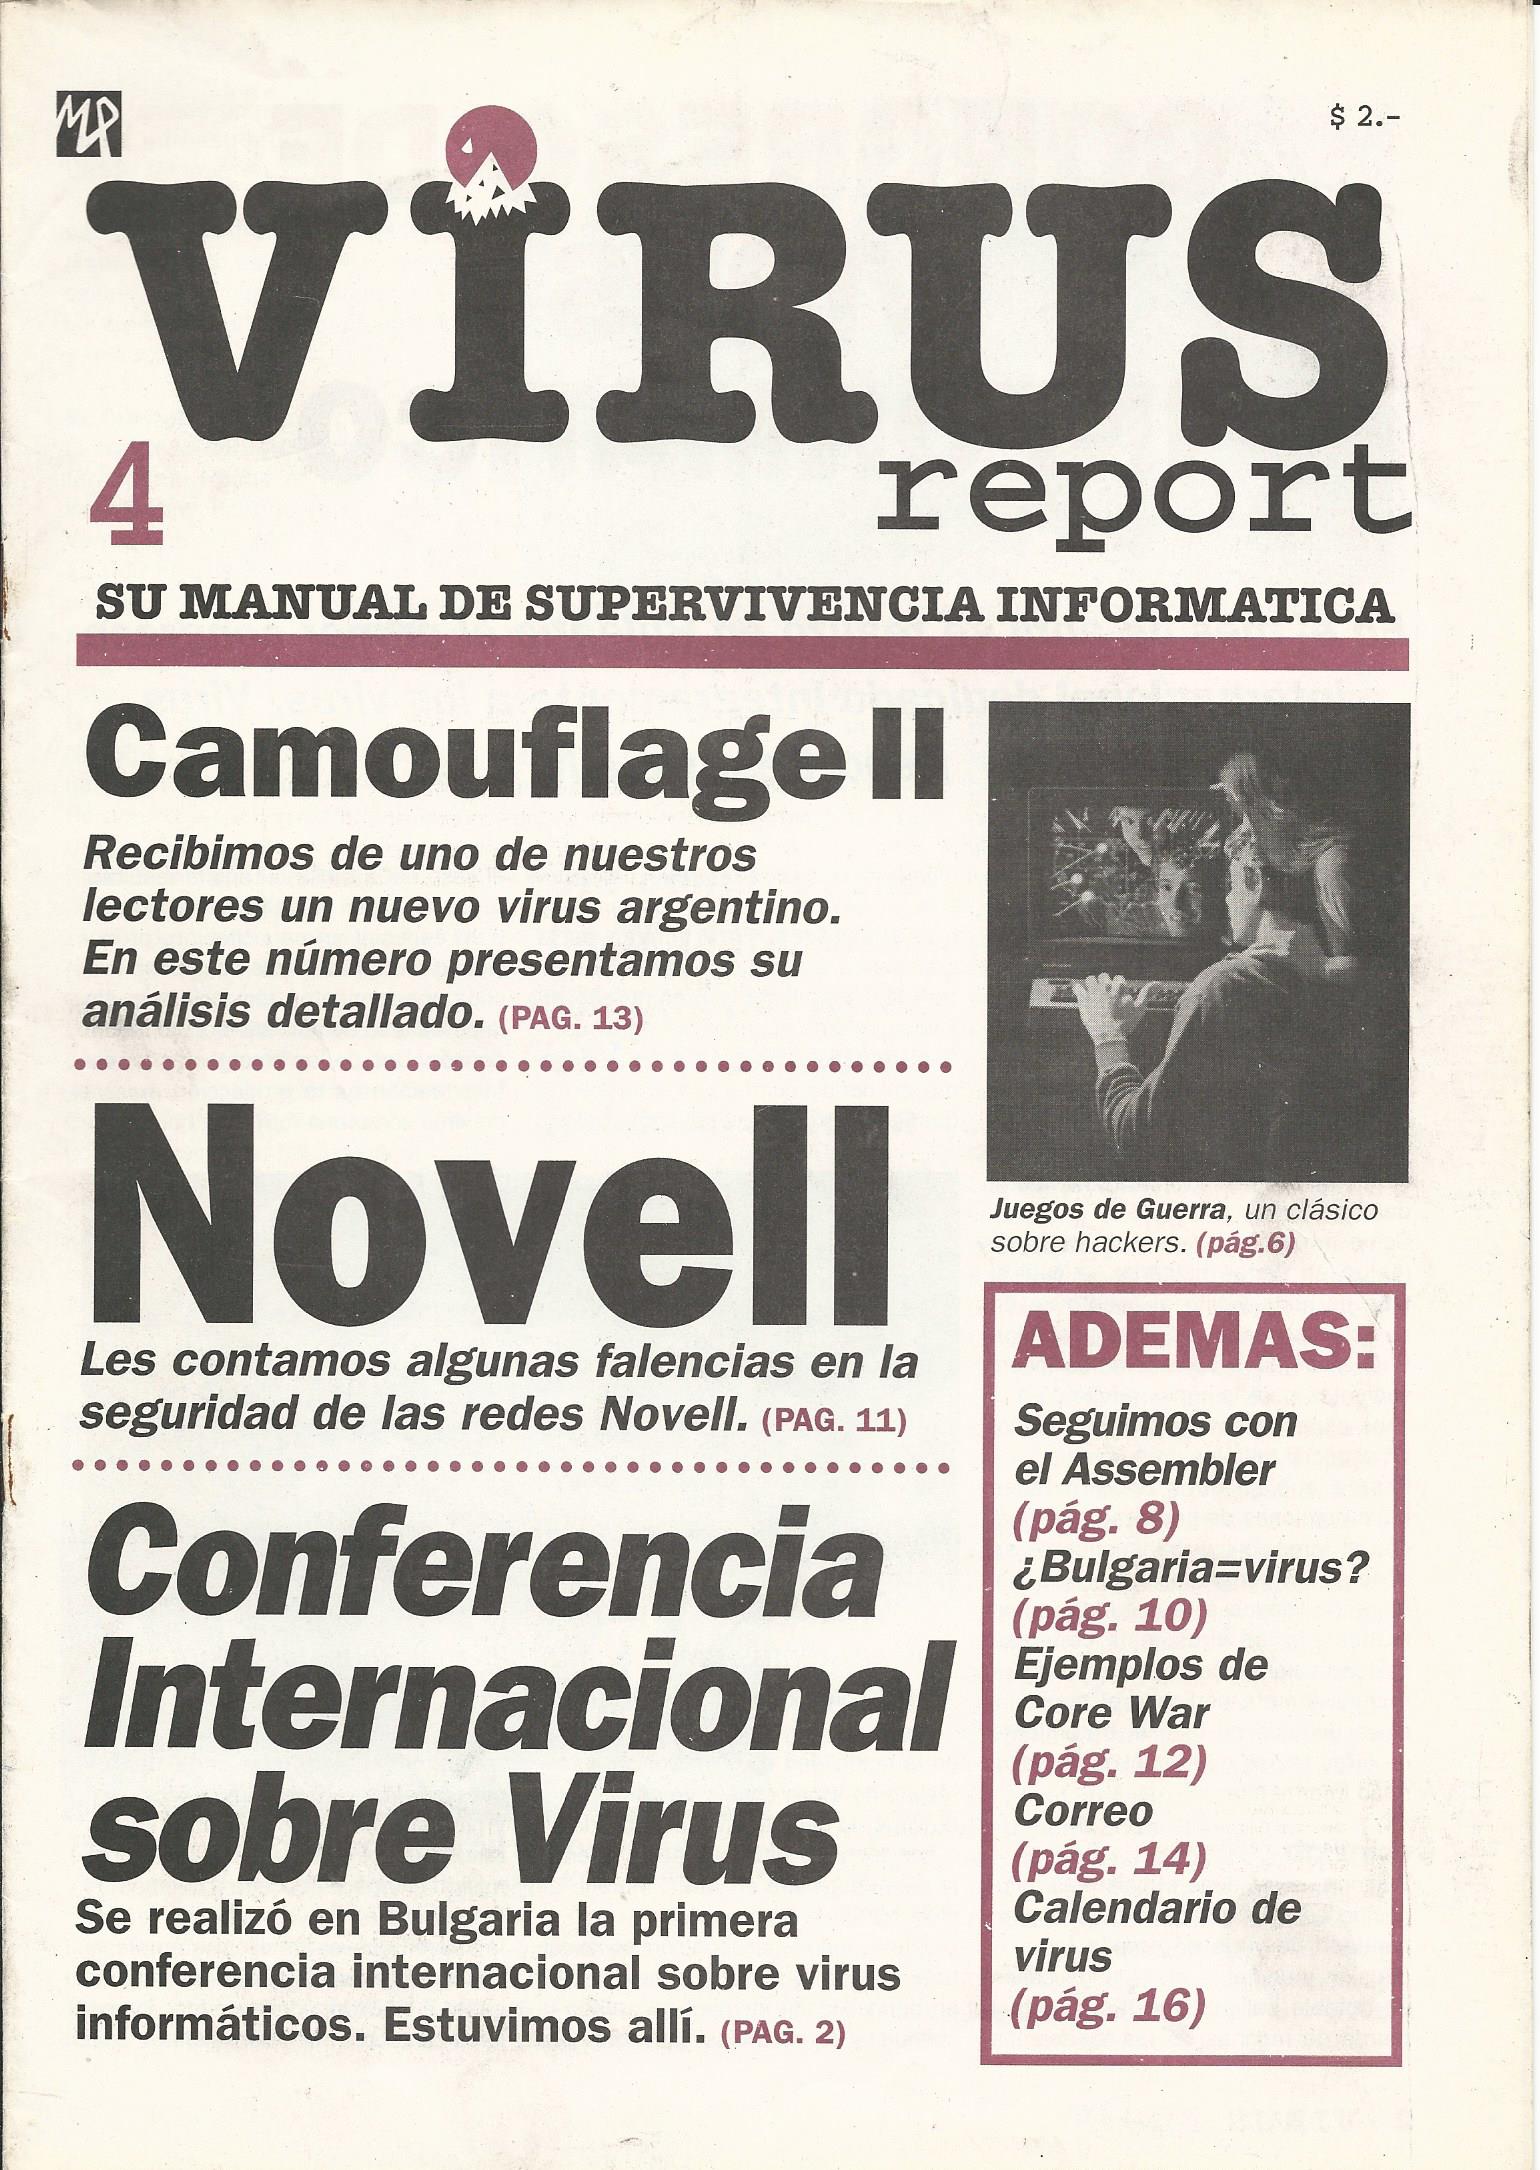 MP
$ 2.-
VIRUS
report
4
SU MANUAL DE SUPERVIVENCIA INFORMATICA
Camouflage II
Recibimos de uno de nuestros
lectores un nuevo virus argentino.
En este número presentamos su
análisis detallado. (PAG. 13)
Novell
Les contamos algunas falencias en la
seguridad de las redes Novell. (PAG. 11)
Conferencia
Internacional
sobre Virus
Se realizó en Bulgaria la primera
conferencia internacional sobre virus
informáticos. Estuvimos allí. (PAG. 2)
Juegos de Guerra, un clásico
sobre hackers. (pág.6)
ADEMAS:
Seguimos con
el Assembler
(pág. 8)
¿Bulgaria=virus?
(pág. 10)
Ejemplos de
Core War
(pág. 12)
Correo
(pág. 14)
Calendario de
virus
(pág. 16)